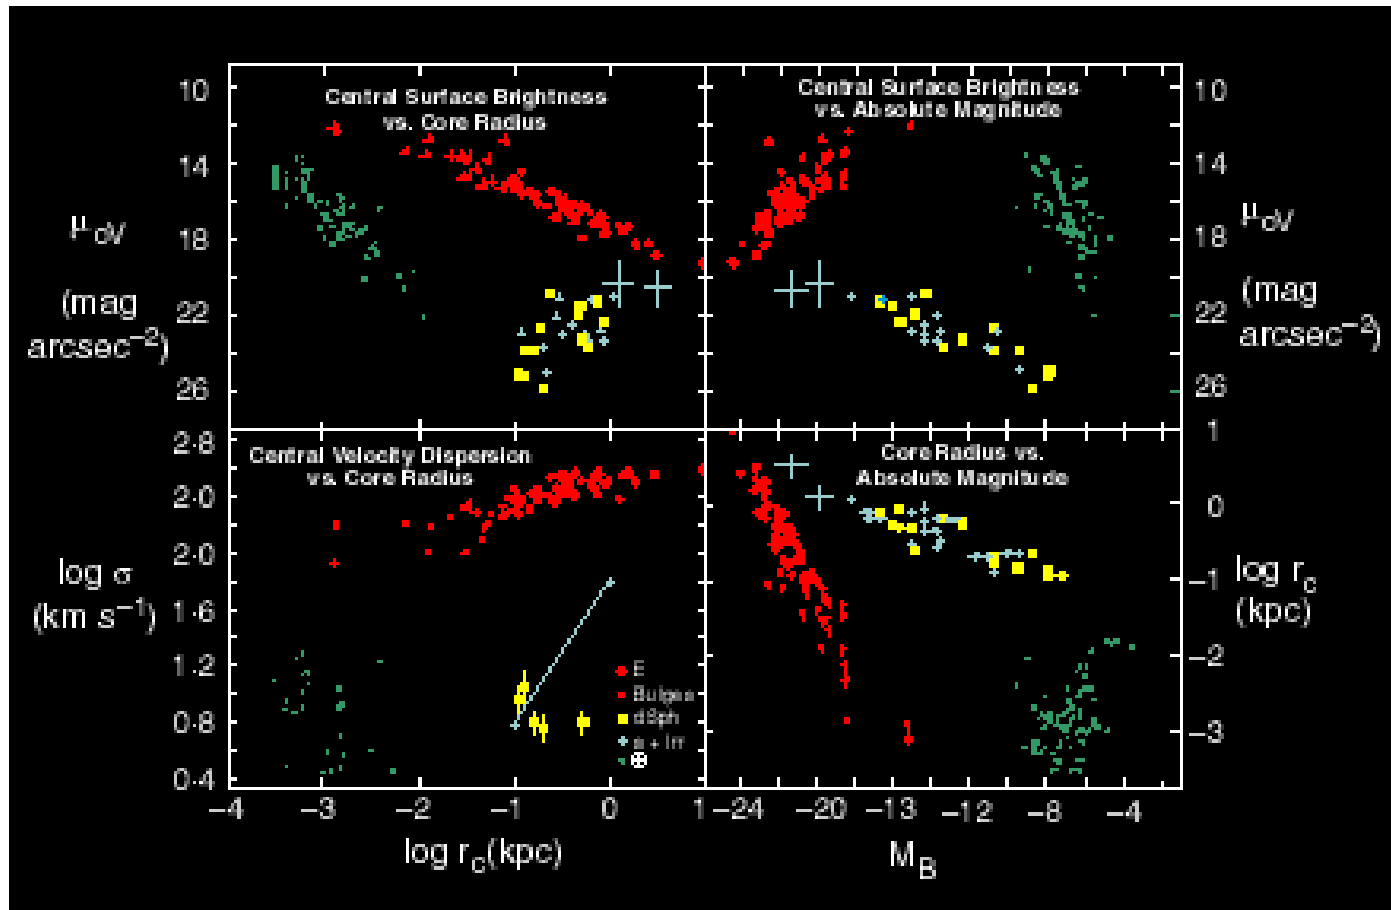 Central Surface Brightness
vs. Core Radius
Central Surface Brightness
vs. Absolute Magnitude
10
14
18
22
26
μoV
(mag
arcsec−2)
10
14
18
22
26
μoV
(mag
arcsec−2)
Central Velocity Dispersion
vs. Core Radius
Core Radius vs.
Absolute Magnitude
2·8
2·0
2·0
1·6
1·2
0·8
0·4
log σ
(km s−1)
1
0
−1
−2
−3
log rc
(kpc)
E
Bulges
dSph
s + Irr
⊕
−4
−3
−2
−1
0
1
−24
−20
−13
−12
−8
−4
log rc(kpc)
MB